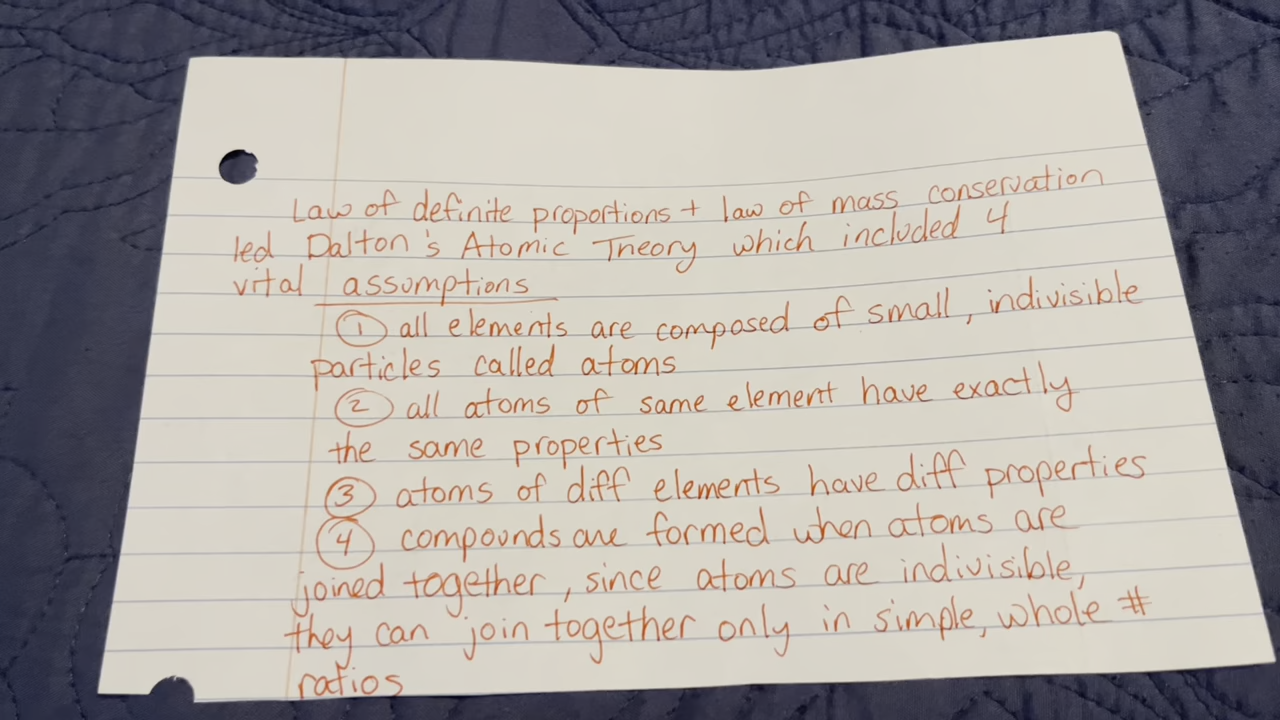 Law of definite proportions + law of mass conservation
led Dalton's Atomic Theory which included 4
vital assumptions
① all elements are composed of small, indivisible
particles called atoms
② all atoms of same element have exactly
the same properties
③ atoms of diff elements have diff properties
④ compounds are formed when atoms are
joined together, since atoms are indivisible,
they can join together only in simple, whole #
ratios